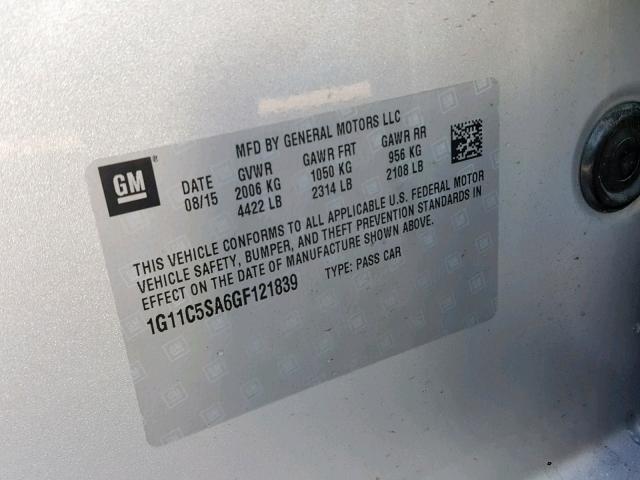 GM
®
MFD BY GENERAL MOTORS LLC
DATE GVWR GAWR FRT GAWR RR
08/15 2006 KG 1050 KG 956 KG
4422 LB 2314 LB 2108 LB
THIS VEHICLE CONFORMS TO ALL APPLICABLE U.S. FEDERAL MOTOR
VEHICLE SAFETY, BUMPER, AND THEFT PREVENTION STANDARDS IN
EFFECT ON THE DATE OF MANUFACTURE SHOWN ABOVE.
1G11C5SA6GF121839 TYPE: PASS CAR